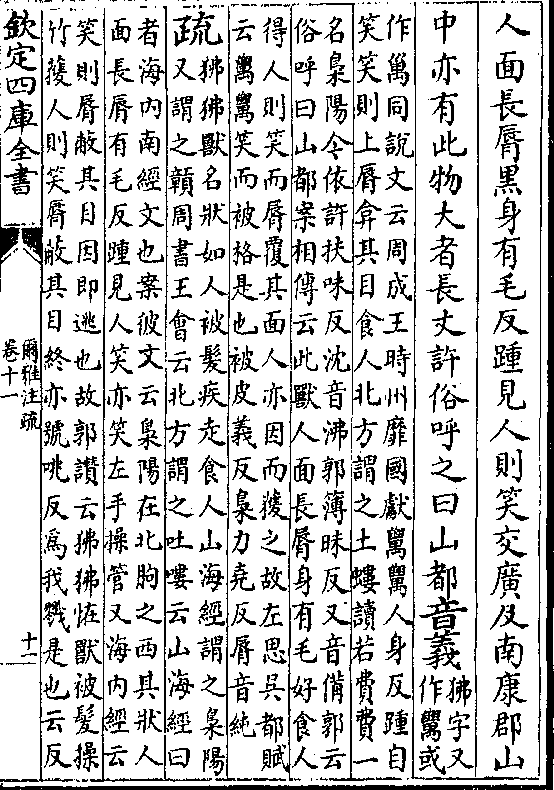 人面長脣黒身有毛反踵見人則笑交廣及南康郡山
中亦有此物大者長丈許俗呼之曰山都音義
狒字又
作𥝋或
作萬同說文云周成王時州靡國獻𥝋𥝋人身反踵自
笑笑則上脣弇其目食人北方謂之土螻讀若費費一
名梟陽今依許扶味反沈音沸郭簿昧反又音備郭云
俗呼曰山都案相傳云此獸人面長脣身有毛好食人
得人則笑而脣覆其面人亦因而獲之故左思吳都賦
云𥝋𥝋笑而被格是也被皮義反梟力堯反脣音純
疏
狒狒獸名狀如人被髮疾走食人山海經謂之梟陽
又謂之贑周書王會云北方謂之吐嘍云山海經曰
者海内南經文也案彼文云梟陽在北朐之西其狀人
面長脣有毛反踵見人笑亦笑左手操管又海内經云
笑則脣蔽其目因即逃也故郭讚云狒狒怪獸被髮操
竹獲人則笑脣蔽其目終亦號咷反為我戮是也云反
欽定四庫全書
爾雅注疏
卷十一
十一